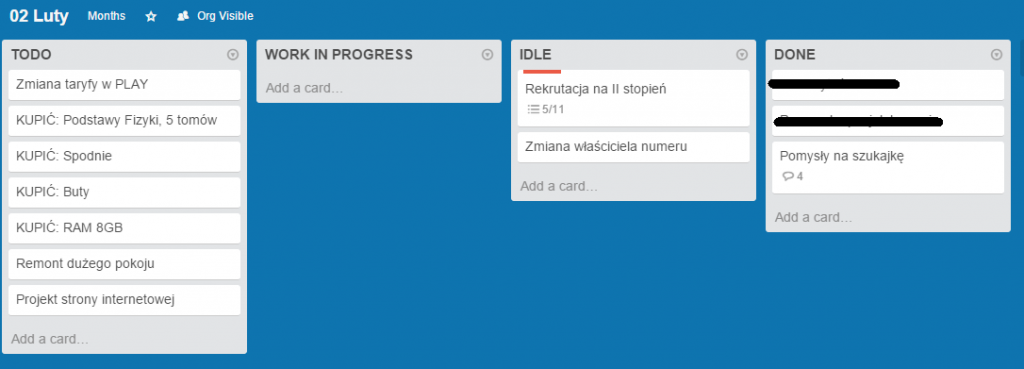 02 Luty Months Org Visible
TODO
Zmiana taryfy w PLAY
KUPIĆ: Podstawy Fizyki, 5 tomów
KUPIĆ: Spodnie
KUPIĆ: Buty
KUPIĆ: RAM 8GB
Remont dużego pokoju
Projekt strony internetowej
Add a card...
WORK IN PROGRESS
Add a card...
IDLE
Rekrutacja na II stopień
5/11
Zmiana właściciela numeru
Add a card...
DONE
Pomysły na szukajkę
4
Add a card...